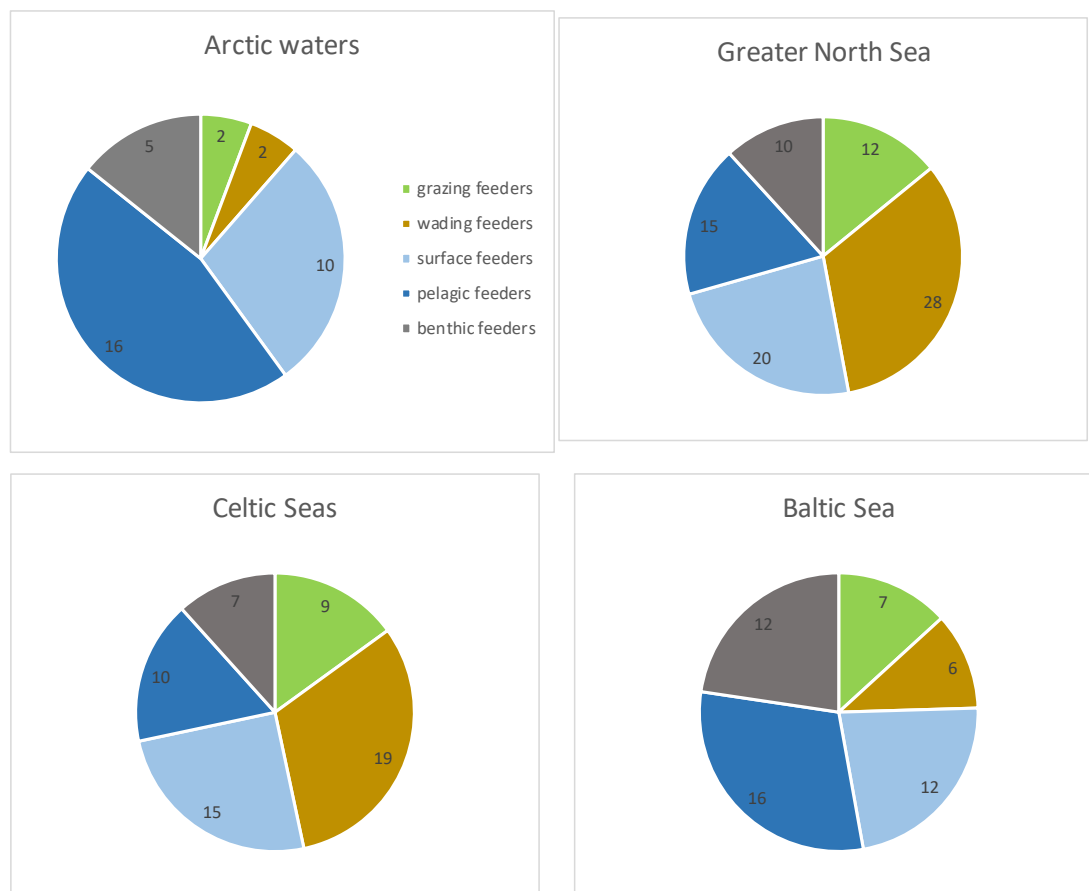 Arctic waters
2
2
10
16
5
grazing feeders
wading feeders
surface feeders
pelagic feeders
benthic feeders
Greater North Sea
12
28
20
15
10
Celtic Seas
9
19
15
10
7
Baltic Sea
7
6
12
16
12